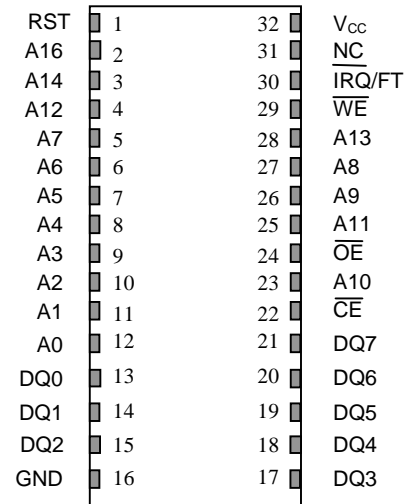 RST 1 32 VCC
A16 2 31 NC
A14 3 30 IRQ/FT
A12 4 29 WE
A7 5 28 A13
A6 6 27 A8
A5 7 26 A9
A4 8 25 A11
A3 9 24 OE
A2 10 23 A10
A1 11 22 CE
A0 12 21 DQ7
DQ0 13 20 DQ6
DQ1 14 19 DQ5
DQ2 15 18 DQ4
GND 16 17 DQ3